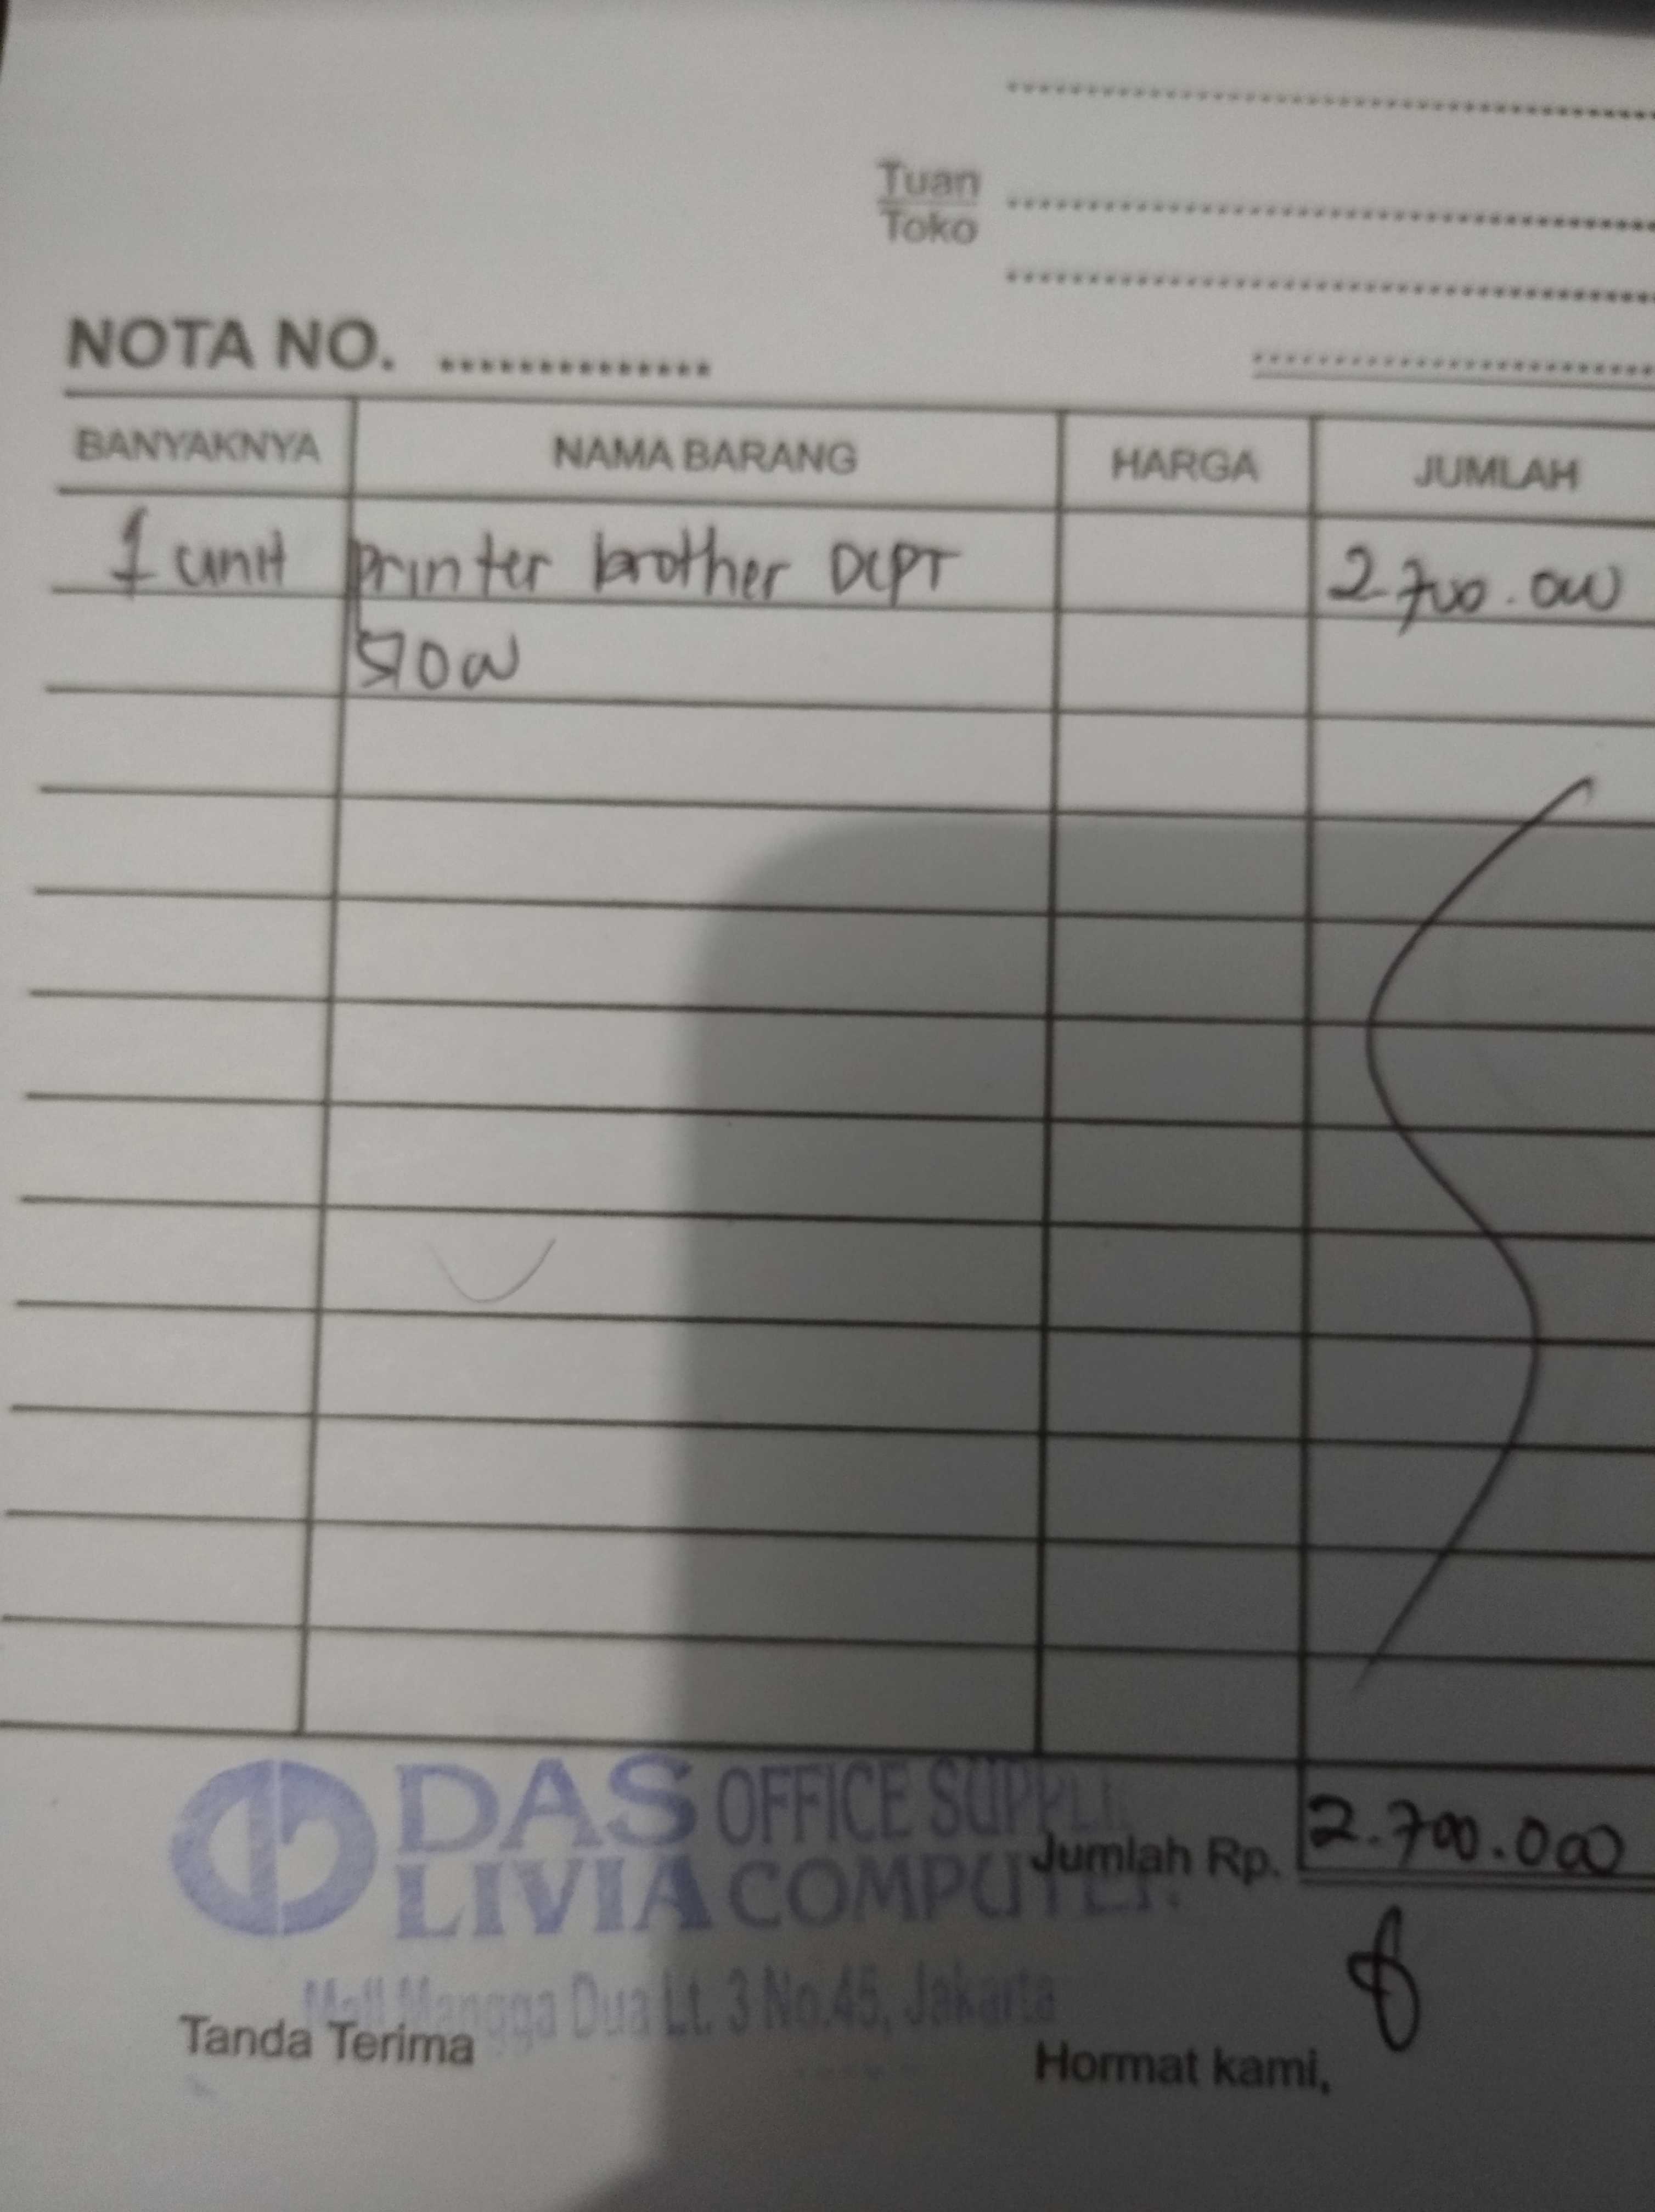 Tuan
Toko
NOTA NO. ..............
BANYAKNYA NAMA BARANG HARGA JUMLAH
1 unit printer brother DCPT 2.700.000
510W
DAS OFFICE SUPPLI
LIVIA COMPUTER
Jumlah Rp. 2.700.000
Mall Mangga Dua Lt. 3 No.45, Jakarta
Tanda Terima
Hormat kami,